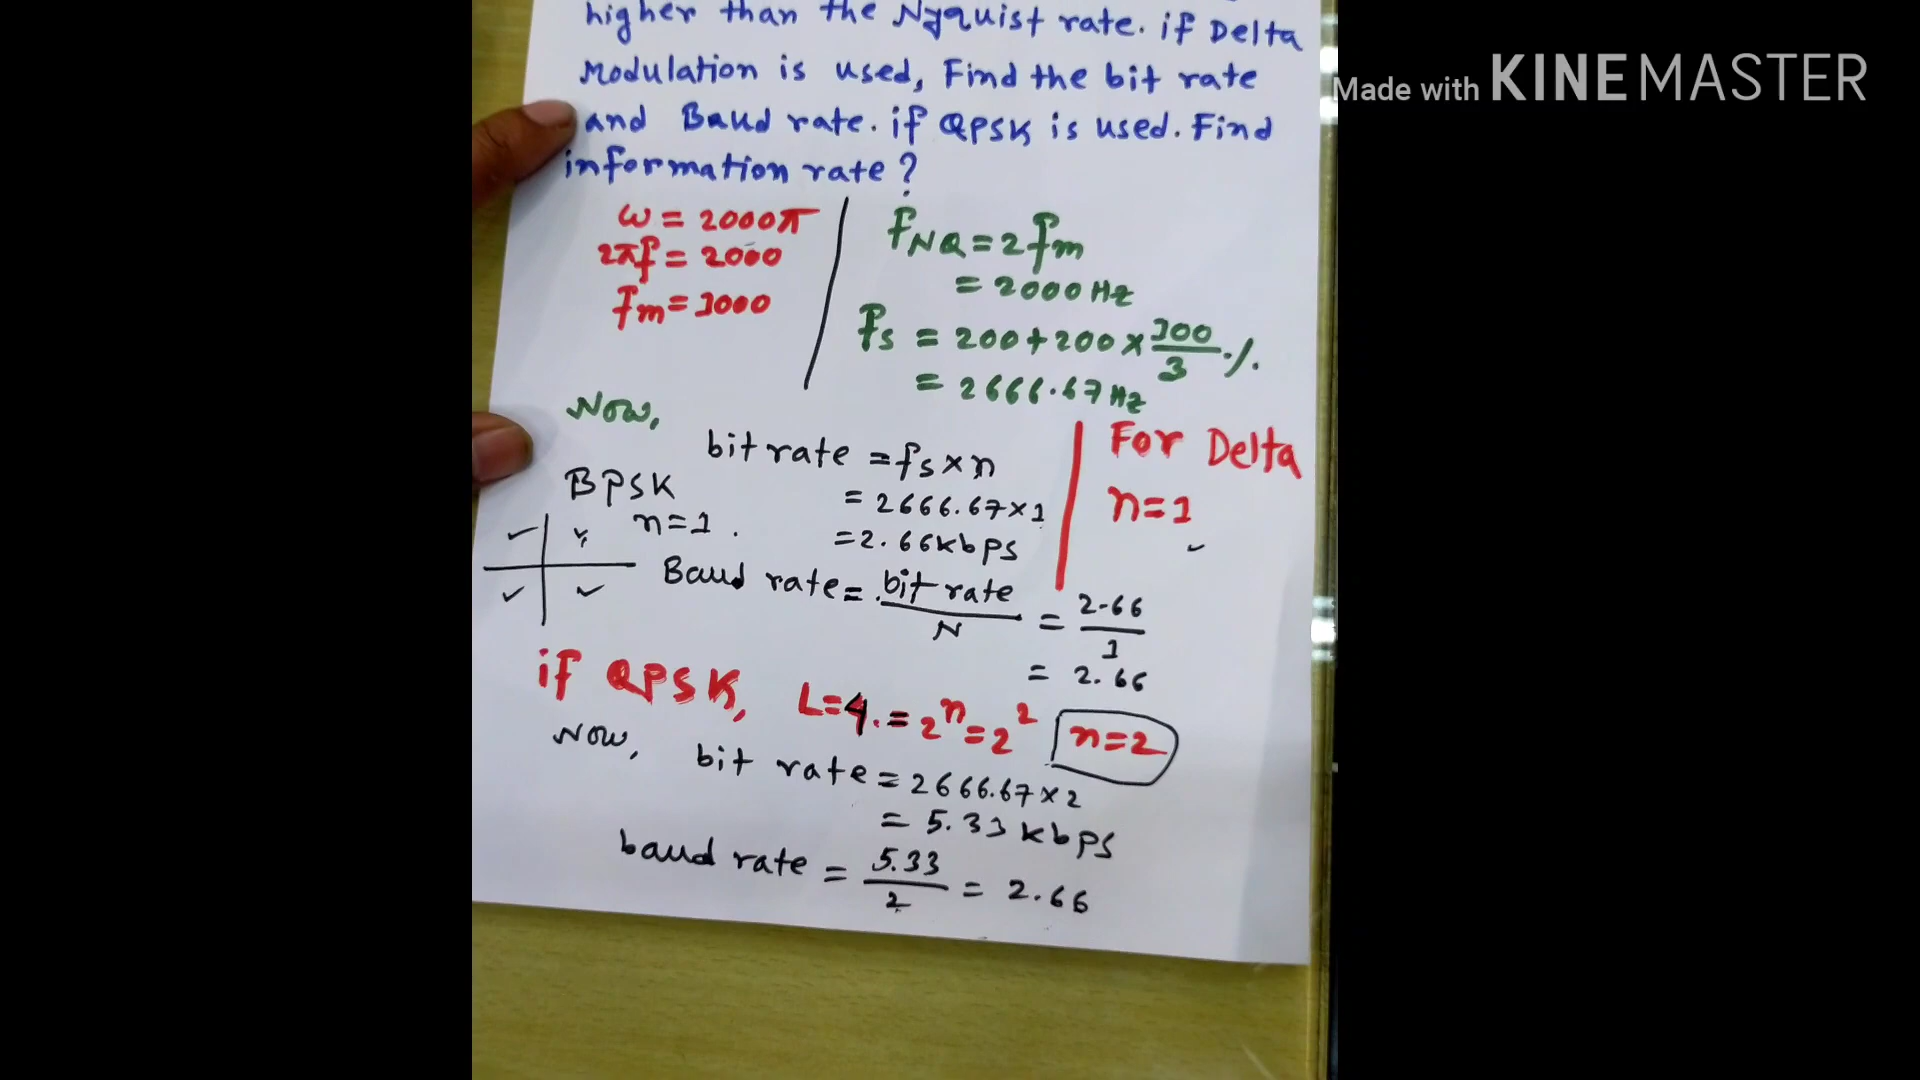 higher than the Nyquist rate. if Delta
Modulation is used, Find the bit rate
and Baud rate. if QPSK is used. Find
information rate?
ω = 2000π
2πf = 2000
fm = 1000
fNQ = 2fm
= 2000 Hz
fs = 200 + 200 × 100/3 %
= 2666.67 Hz
Now,
bit rate = fs × n
= 2666.67 × 1
= 2.66 kbps
For Delta
n = 1
BPSK
n = 1 .
Baud rate = bit rate/N = 2.66/1
= 2.66
if QPSK, L = 4. = 2^n = 2^2 n = 2
Now, bit rate = 2666.67 × 2
= 5.33 kbps
baud rate = 5.33/2 = 2.66
Made with KINEMASTER